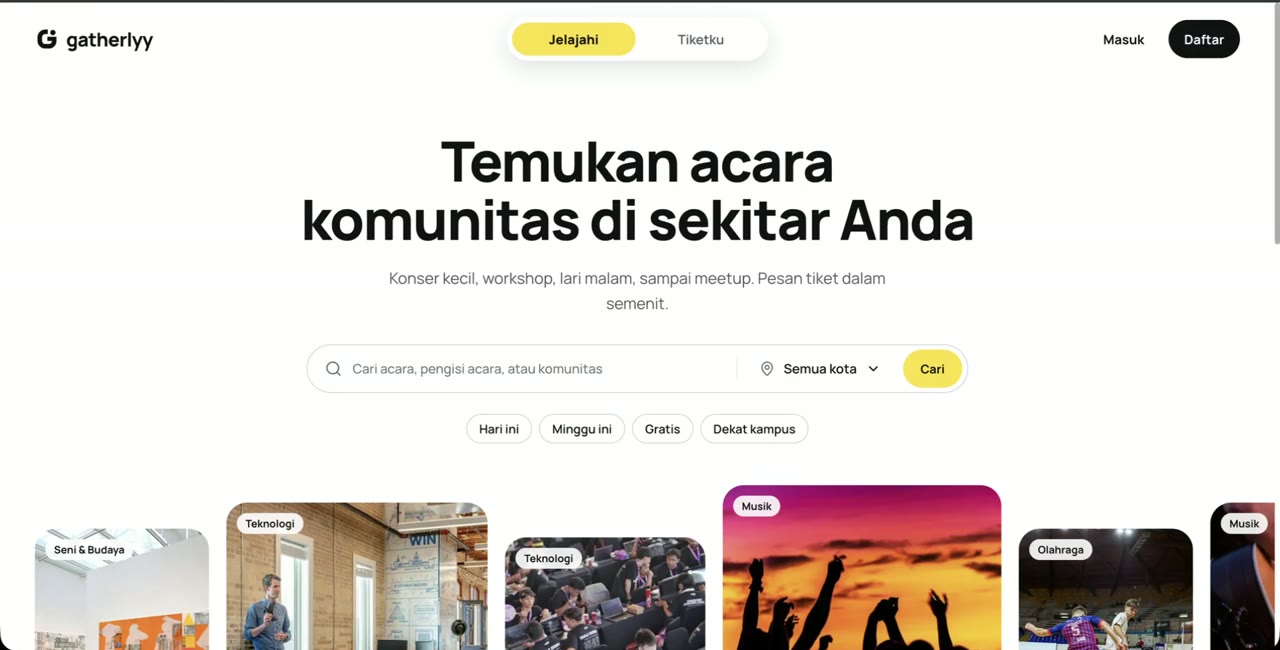 gatherlyy
Jelajahi
Tiketku
Masuk
Daftar
Temukan acara
komunitas di sekitar Anda
Konser kecil, workshop, lari malam, sampai meetup. Pesan tiket dalam
semenit.
Cari acara, pengisi acara, atau komunitas
Semua kota
Cari
Hari ini
Minggu ini
Gratis
Dekat kampus
Seni & Budaya
Teknologi
WIN
Teknologi
Musik
Olahraga
Musik